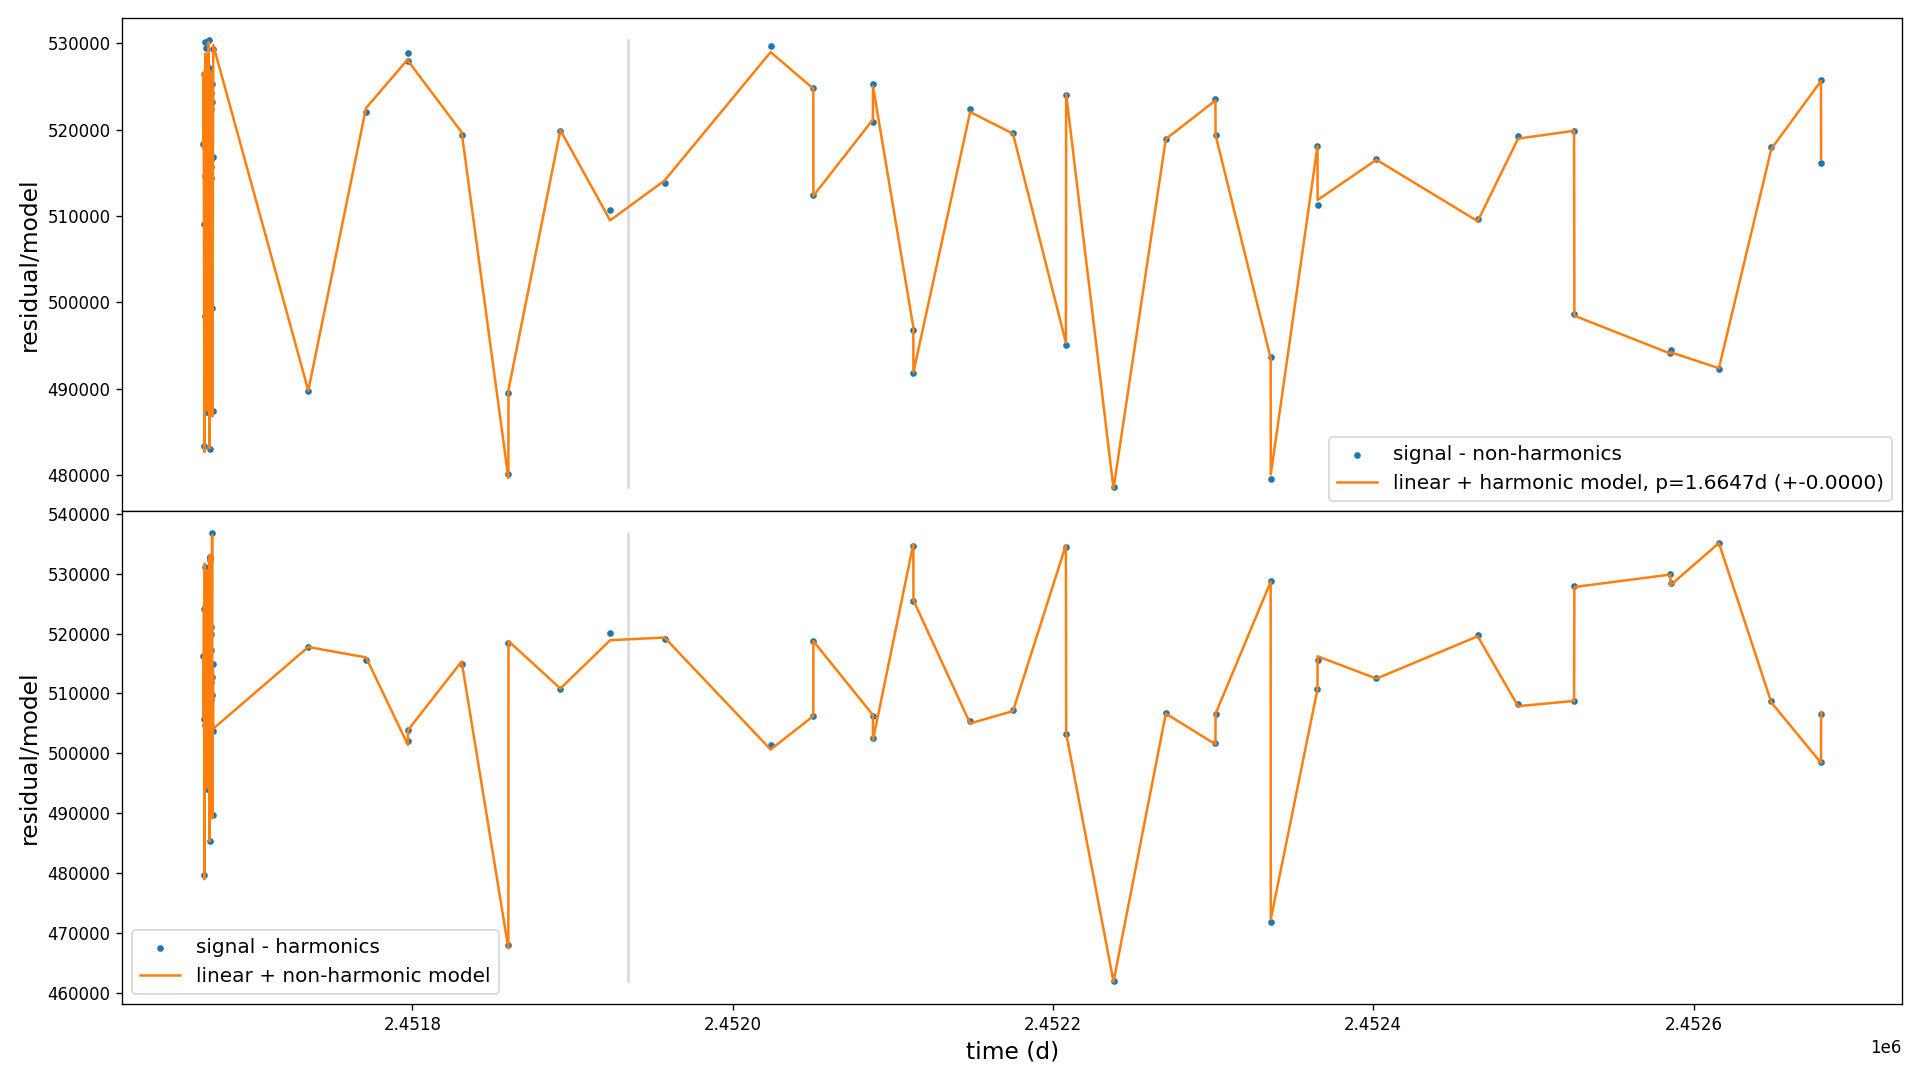 530000
520000
510000
500000
490000
480000
residual/model
signal - non-harmonics
linear + harmonic model, p=1.6647d (+-0.0000)
540000
530000
520000
510000
500000
490000
480000
470000
460000
residual/model
signal - harmonics
linear + non-harmonic model
2.4518
2.4520
2.4522
2.4524
2.4526
1e6
time (d)